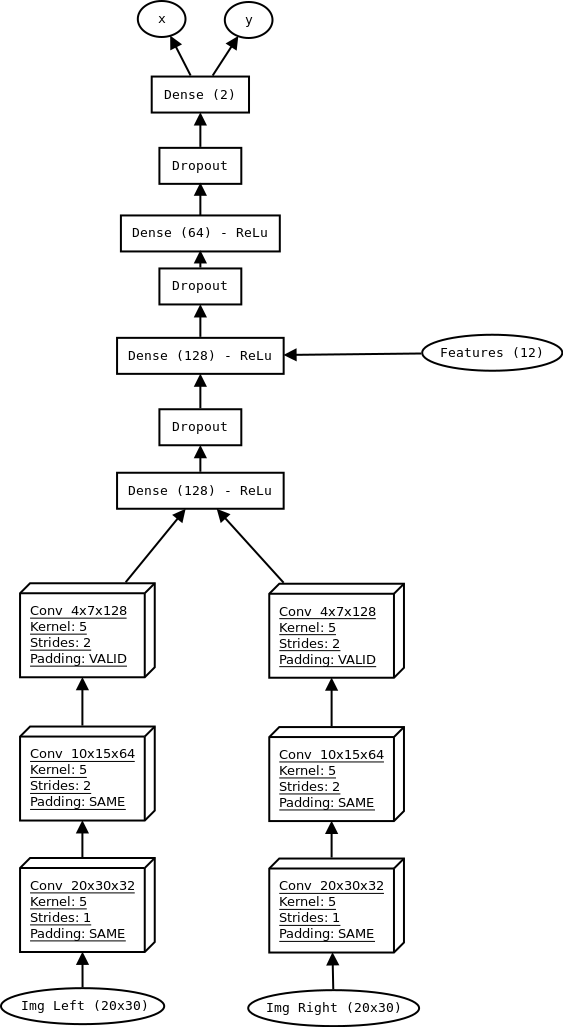 x
y
Dense (2)
Dropout
Dense (64) - ReLu
Dropout
Dense (128) - ReLu
Features (12)
Dropout
Dense (128) - ReLu
Conv 4x7x128
Kernel: 5
Strides: 2
Padding: VALID
Conv 4x7x128
Kernel: 5
Strides: 2
Padding: VALID
Conv 10x15x64
Kernel: 5
Strides: 2
Padding: SAME
Conv 10x15x64
Kernel: 5
Strides: 2
Padding: SAME
Conv 20x30x32
Kernel: 5
Strides: 1
Padding: SAME
Conv 20x30x32
Kernel: 5
Strides: 1
Padding: SAME
Img Left (20x30)
Img Right (20x30)